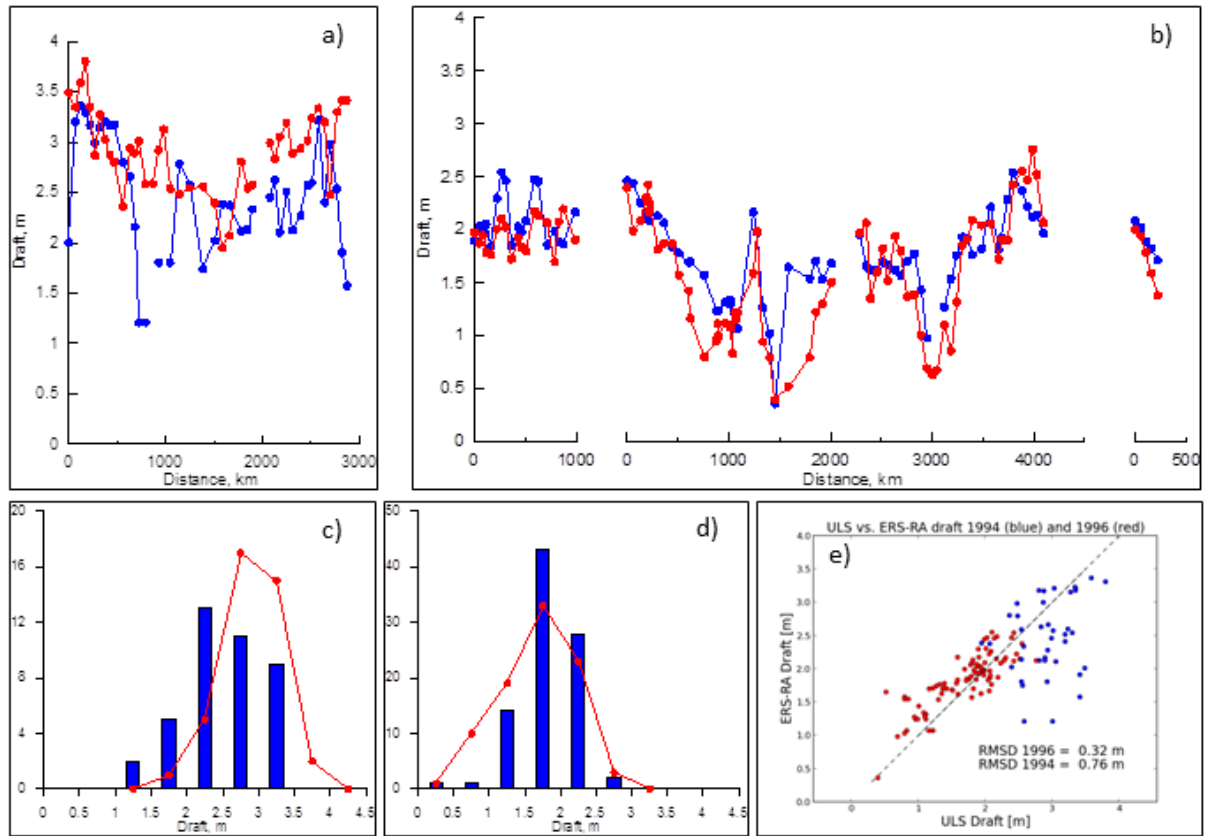 a)
4
3.5
3
2.5
2
1.5
1
0.5
0
Draft, m
0 1000 2000 3000
Distance, km
b)
4
3.5
3
2.5
2
1.5
1
0.5
0
Draft, m
0 1000 0 1000 2000 3000 4000 0 500
Distance, km
c)
20
16
12
8
4
0
0 0.5 1 1.5 2 2.5 3 3.5 4 4.5
Draft, m
d)
50
40
30
20
10
0
0 0.5 1 1.5 2 2.5 3 3.5 4 4.5
Draft, m
ULS vs. ERS-RA draft 1994 (blue) and 1996 (red)
e)
4.0
3.5
3.0
2.5
2.0
1.5
1.0
0.5
0.0
ERS-RA Draft [m]
RMSD 1996 = 0.32 m
RMSD 1994 = 0.76 m
0 1 2 3 4
ULS Draft [m]